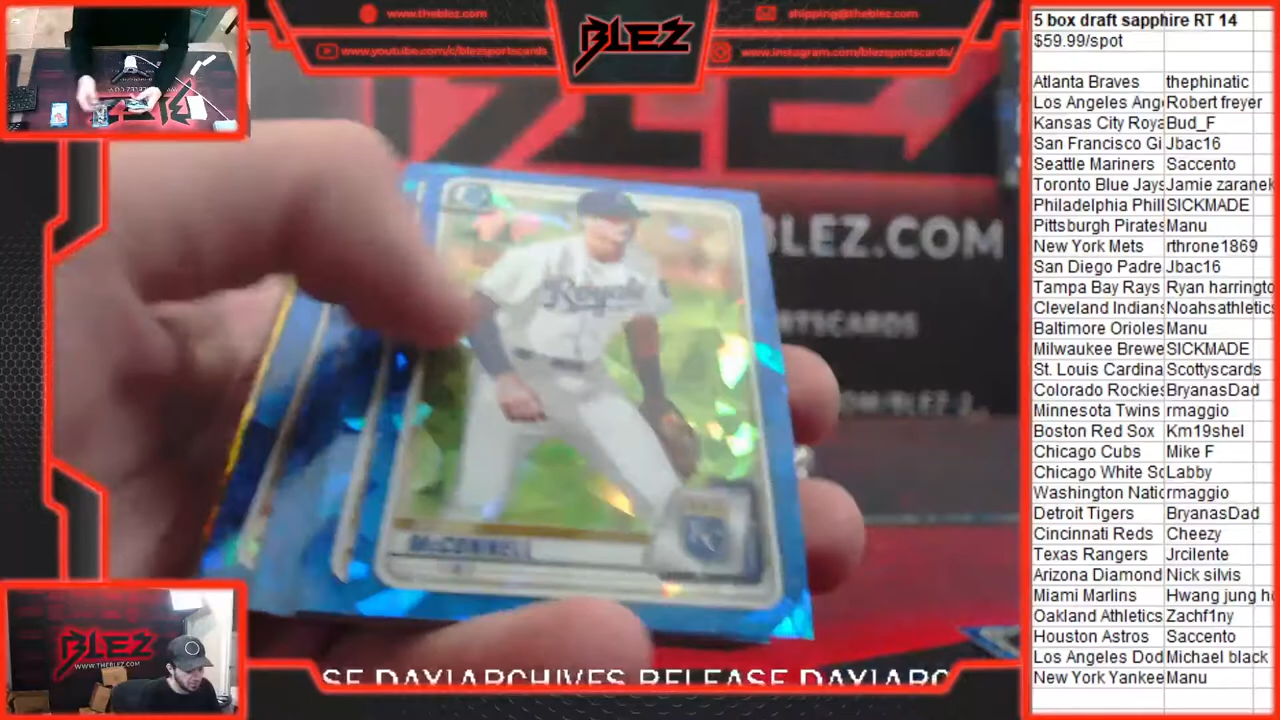 www.theblez.com
www.youtube.com/c/blezsportscards
BLEZ
shipping@theblez.com
www.instagram.com/blezsportscards/
BLEZ.COM
Royals
McCONNELL
KC
BLEZ
WWW.THEBLEZ.COM
SE DAY!ARCHIVES RELEASE DAY!ARC
5 box draft sapphire RT 14
$59.99/spot
Atlanta Braves thephinatic
Los Angeles Ang Robert freyer
Kansas City Roya Bud_F
San Francisco Gi Jbac16
Seattle Mariners Saccento
Toronto Blue Jays Jamie zaranek
Philadelphia Phill SICKMADE
Pittsburgh Pirates Manu
New York Mets rthrone1869
San Diego Padre Jbac16
Tampa Bay Rays Ryan harringto
Cleveland Indians Noahsathletics
Baltimore Orioles Manu
Milwaukee Brewe SICKMADE
St. Louis Cardina Scottyscards
Colorado Rockies BryanasDad
Minnesota Twins rmaggio
Boston Red Sox Km19shel
Chicago Cubs Mike F
Chicago White So Labby
Washington Natio rmaggio
Detroit Tigers BryanasDad
Cincinnati Reds Cheezy
Texas Rangers Jrcilente
Arizona Diamond Nick silvis
Miami Marlins Hwang jung h
Oakland Athletics Zachf1ny
Houston Astros Saccento
Los Angeles Dod Michael black
New York Yankee Manu